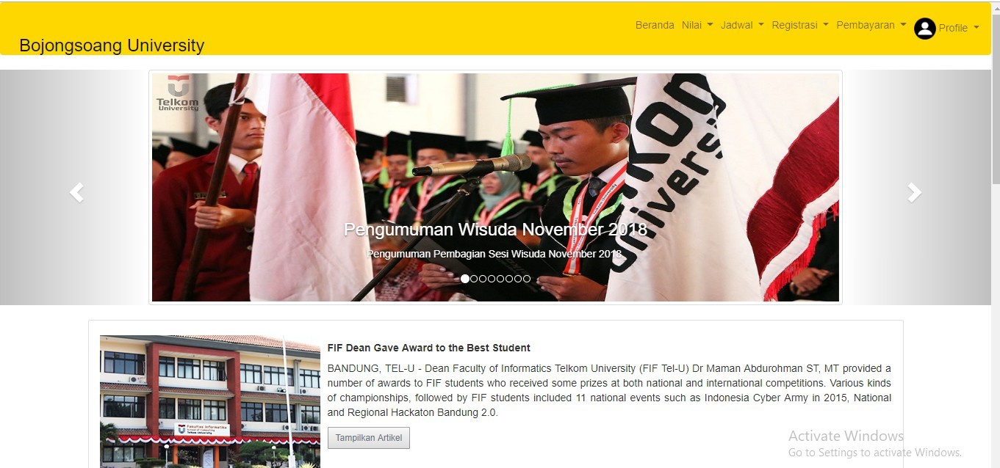 Beranda Nilai Jadwal Registrasi Pembayaran Profile
Bojongsoang University
Telkom
University
KOM
University
Pengumuman Wisuda November 2018
Pengumuman Pembagian Sesi Wisuda November 2018
FIF Dean Gave Award to the Best Student
BANDUNG, TEL-U - Dean Faculty of Informatics Telkom University (FIF Tel-U) Dr Maman Abdurohman ST, MT provided a
number of awards to FIF students who received some prizes at both national and international competitions. Various kinds
of championships, followed by FIF students included 11 national events such as Indonesia Cyber Army in 2015, National
and Regional Hackaton Bandung 2.0.
Fakultas Informatika
School of Computing
Telkom University
Tampilkan Artikel
Activate Windows
Go to Settings to activate Windows.